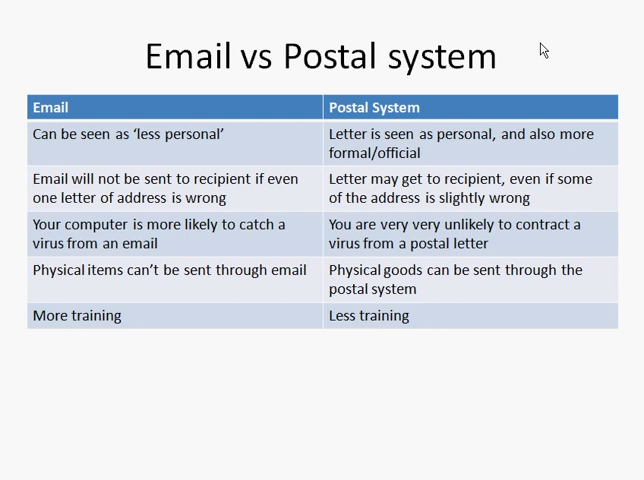 Email vs Postal system
Email
Postal System
Can be seen as ‘less personal’
Letter is seen as personal, and also more
formal/official
Email will not be sent to recipient if even
one letter of address is wrong
Letter may get to recipient, even if some
of the address is slightly wrong
Your computer is more likely to catch a
virus from an email
You are very very unlikely to contract a
virus from a postal letter
Physical items can’t be sent through email
Physical goods can be sent through the
postal system
More training
Less training